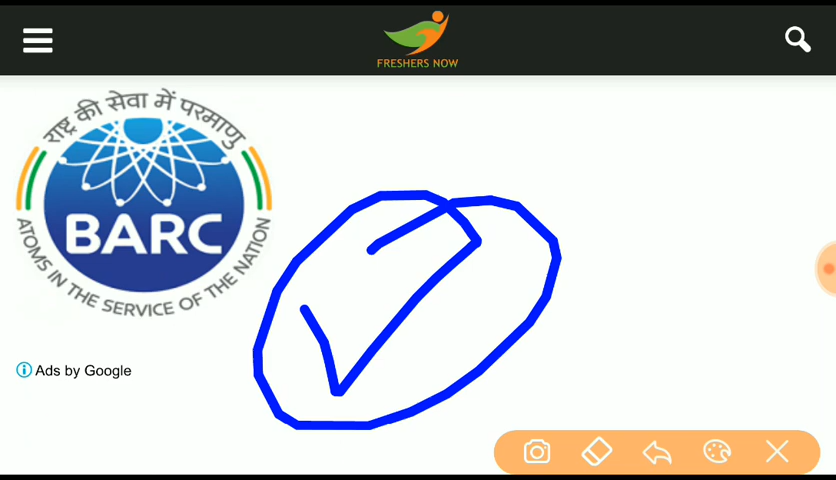 FRESHERS NOW
राष्ट्र की सेवा में परमाणु
BARC
ATOMS IN THE SERVICE OF THE NATION
Ads by Google